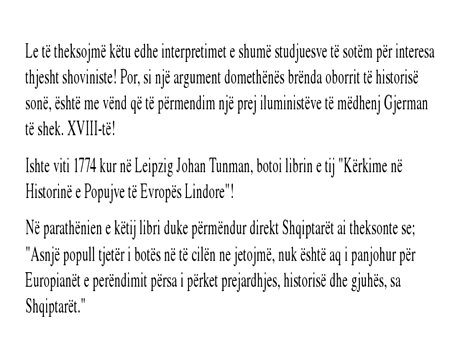 Le të theksojmë këtu edhe interpretimet e shumë studjuesve të sotëm për interesa
thjesht shoviniste! Por, si një argument domethënës brënda oborrit të historisë
sonë, është me vënd që të përmendim një prej iluministëve të mëdhenj Gjerman
të shek. XVIII-të!
Ishte viti 1774 kur në Leipzig Johan Tunman, botoi librin e tij "Kërkime në
Historinë e Popujve të Evropës Lindore"!
Në parathënien e këtij libri duke përmëndur direkt Shqiptarët ai theksonte se;
"Asnjë popull tjetër i botës në të cilën ne jetojmë, nuk është aq i panjohur për
Europianët e perëndimit përsa i përket prejardhjes, historisë dhe gjuhës, sa
Shqiptarët."